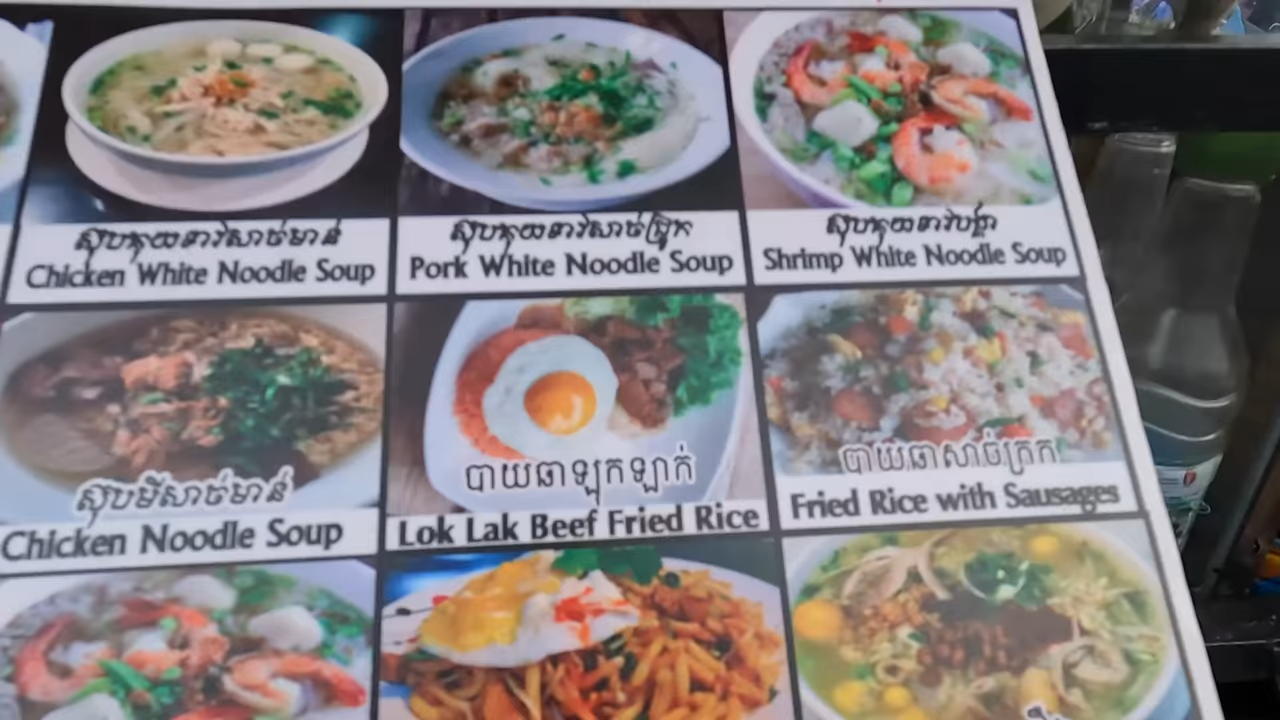 ស៊ុបគុយទាវសាច់មាន់
Chicken White Noodle Soup
ស៊ុបគុយទាវសាច់ជ្រូក
Pork White Noodle Soup
ស៊ុបគុយទាវបង្គា
Shrimp White Noodle Soup
ស៊ុបមីសាច់មាន់
Chicken Noodle Soup
បាយឆាឡុកឡាក់
Lok Lak Beef Fried Rice
បាយឆាសាច់ក្រក
Fried Rice with Sausages